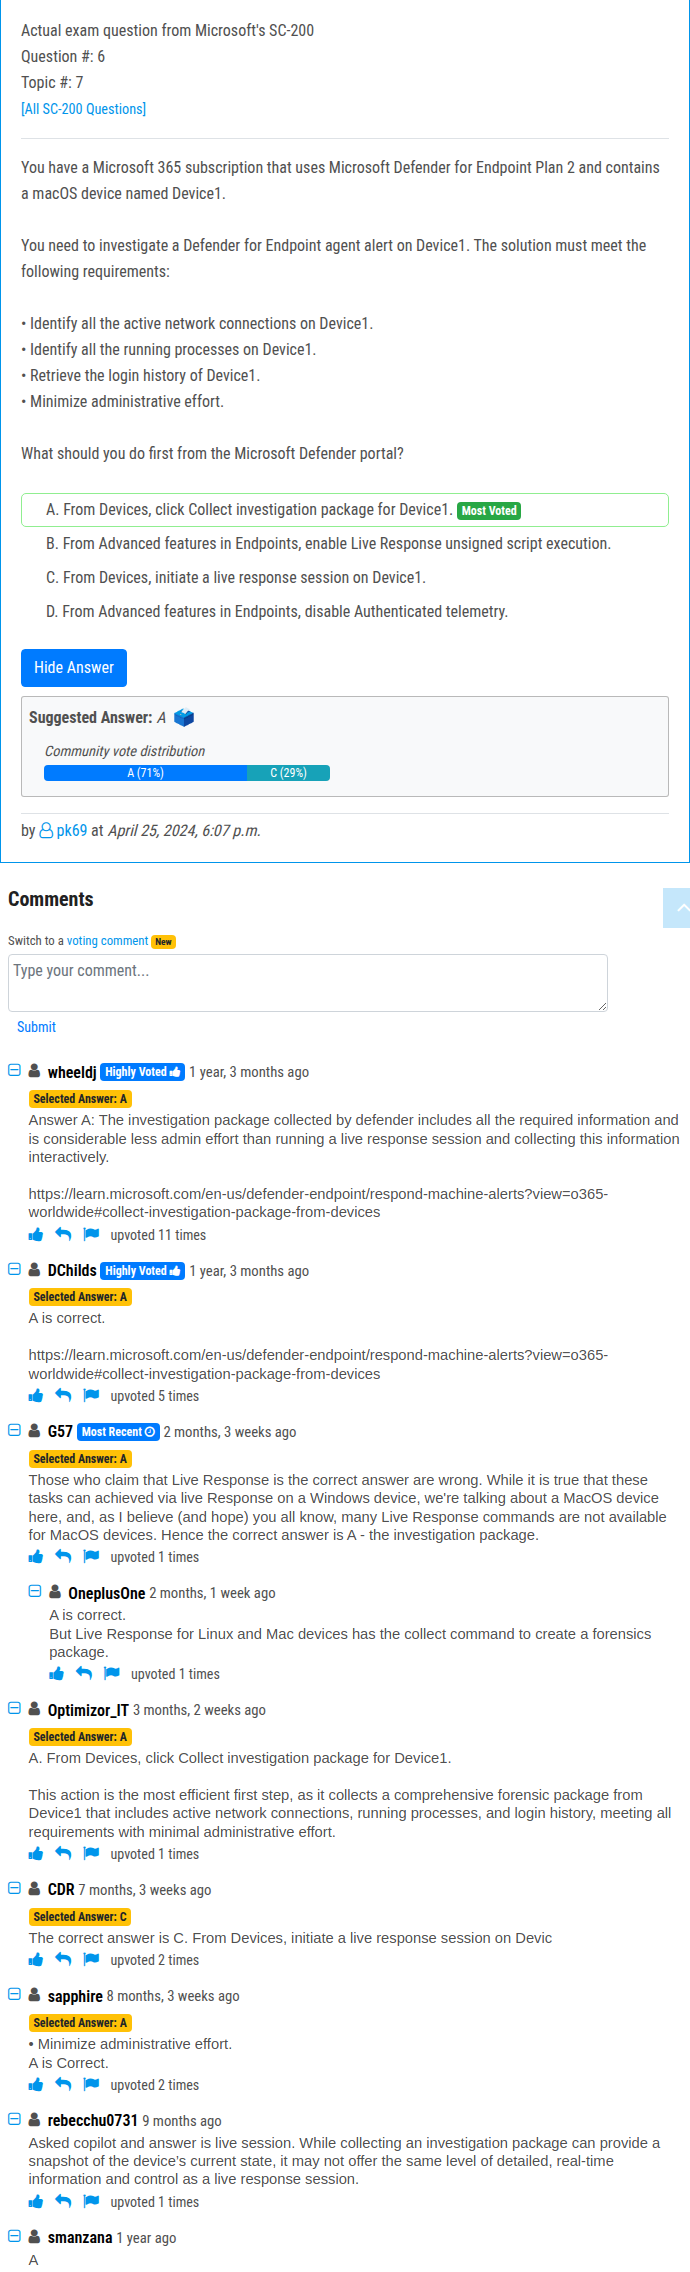 Actual exam question from Microsoft's SC-200
Question #: 6
Topic #: 7
[All SC-200 Questions]
You have a Microsoft 365 subscription that uses Microsoft Defender for Endpoint Plan 2 and contains
a macOS device named Device1.
You need to investigate a Defender for Endpoint agent alert on Device1. The solution must meet the
following requirements:
• Identify all the active network connections on Device1.
• Identify all the running processes on Device1.
• Retrieve the login history of Device1.
• Minimize administrative effort.
What should you do first from the Microsoft Defender portal?
A. From Devices, click Collect investigation package for Device1. Most Voted
B. From Advanced features in Endpoints, enable Live Response unsigned script execution.
C. From Devices, initiate a live response session on Device1.
D. From Advanced features in Endpoints, disable Authenticated telemetry.
Hide Answer
Suggested Answer: A
Community vote distribution
A (71%) C (29%)
by pk69 at April 25, 2024, 6:07 p.m.
Comments
Switch to a voting comment New
Type your comment...
Submit
wheeldj Highly Voted 1 year, 3 months ago
Selected Answer: A
Answer A: The investigation package collected by defender includes all the required information and
is considerable less admin effort than running a live response session and collecting this information
interactively.
https://learn.microsoft.com/en-us/defender-endpoint/respond-machine-alerts?view=o365-
worldwide#collect-investigation-package-from-devices
upvoted 11 times
DChilds Highly Voted 1 year, 3 months ago
Selected Answer: A
A is correct.
https://learn.microsoft.com/en-us/defender-endpoint/respond-machine-alerts?view=o365-
worldwide#collect-investigation-package-from-devices
upvoted 5 times
G57 Most Recent 2 months, 3 weeks ago
Selected Answer: A
Those who claim that Live Response is the correct answer are wrong. While it is true that these
tasks can achieved via live Response on a Windows device, we're talking about a MacOS device
here, and, as I believe (and hope) you all know, many Live Response commands are not available
for MacOS devices. Hence the correct answer is A - the investigation package.
upvoted 1 times
OneplusOne 2 months, 1 week ago
A is correct.
But Live Response for Linux and Mac devices has the collect command to create a forensics
package.
upvoted 1 times
Optimizor_IT 3 months, 2 weeks ago
Selected Answer: A
A. From Devices, click Collect investigation package for Device1.
This action is the most efficient first step, as it collects a comprehensive forensic package from
Device1 that includes active network connections, running processes, and login history, meeting all
requirements with minimal administrative effort.
upvoted 1 times
CDR 7 months, 3 weeks ago
Selected Answer: C
The correct answer is C. From Devices, initiate a live response session on Devic
upvoted 2 times
sapphire 8 months, 3 weeks ago
Selected Answer: A
• Minimize administrative effort.
A is Correct.
upvoted 2 times
rebecchu0731 9 months ago
Asked copilot and answer is live session. While collecting an investigation package can provide a
snapshot of the device's current state, it may not offer the same level of detailed, real-time
information and control as a live response session.
upvoted 1 times
smanzana 1 year ago
A